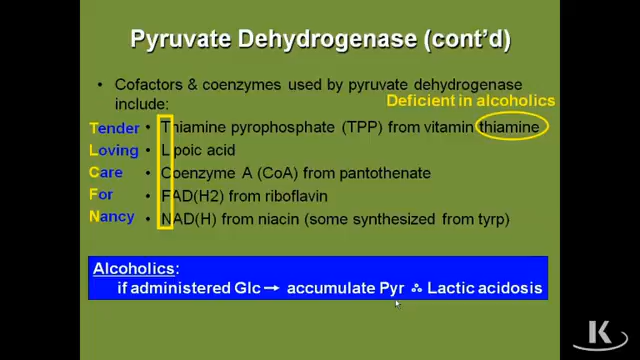 Pyruvate Dehydrogenase (cont'd)
• Cofactors & coenzymes used by pyruvate dehydrogenase
include:
Deficient in alcoholics
Tender • Thiamine pyrophosphate (TPP) from vitamin thiamine
Loving • Lipoic acid
Care • Coenzyme A (CoA) from pantothenate
For • FAD(H2) from riboflavin
Nancy • NAD(H) from niacin (some synthesized from tyrp)
Alcoholics:
if administered Glc → accumulate Pyr ∴ Lactic acidosis
K